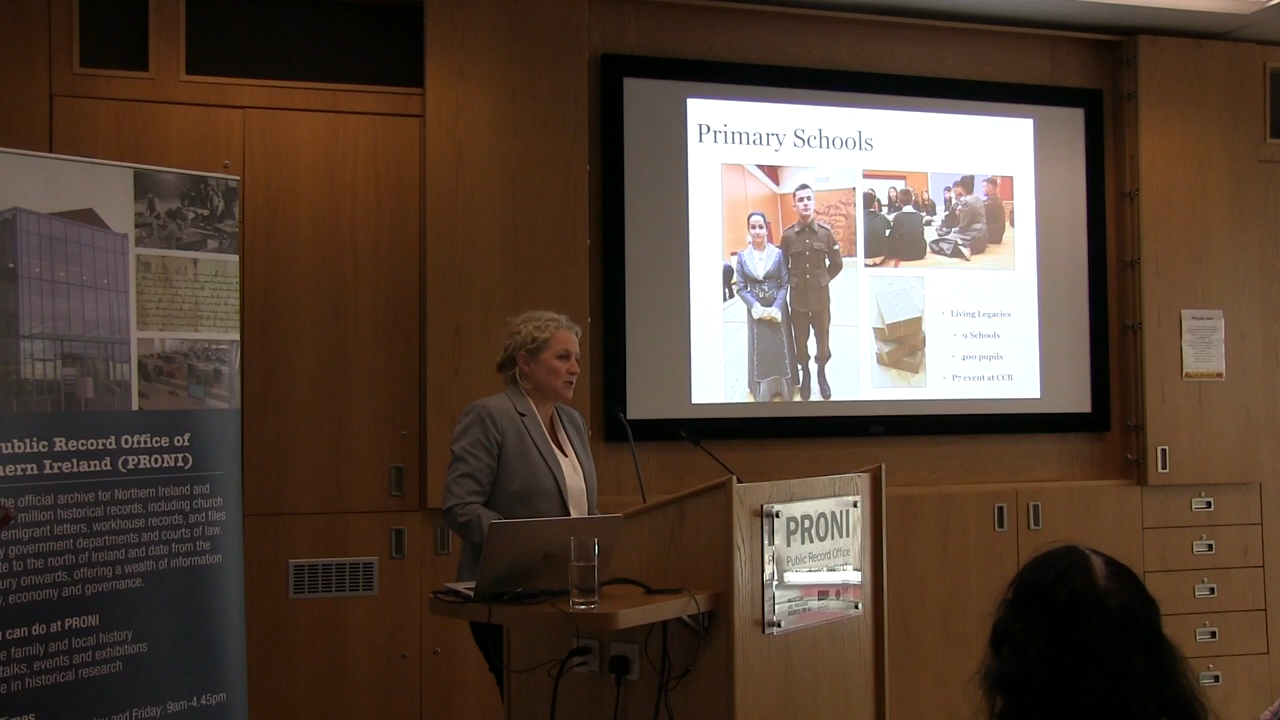 Primary Schools
• Living Legacies
• 9 Schools
• 400 pupils
• P7 event at CCB
PRONI
Public Record Office
ublic Record Office of
hern Ireland (PRONI)
he official archive for Northern Ireland and
million historical records, including church
emigrant letters, workhouse records, and files
y government departments and courts of law.
te to the north of Ireland and date from the
ury onwards, offering a wealth of information
y, economy and governance.
can do at PRONI
e family and local history
talks, events and exhibitions
e in historical research
Times
y and Friday: 9am-4.45pm